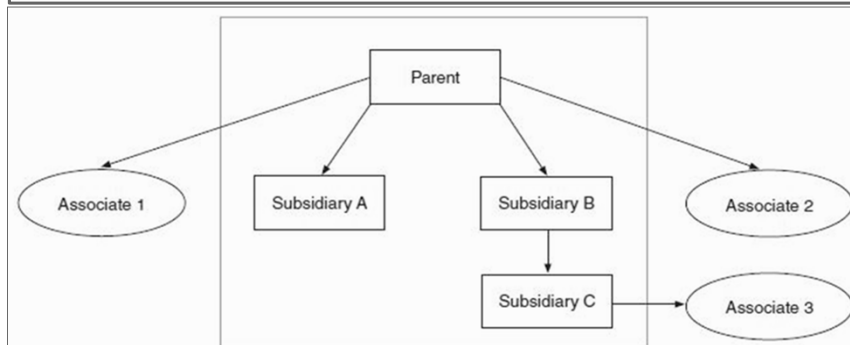 Parent
Associate 1
Subsidiary A
Subsidiary B
Associate 2
Subsidiary C
Associate 3